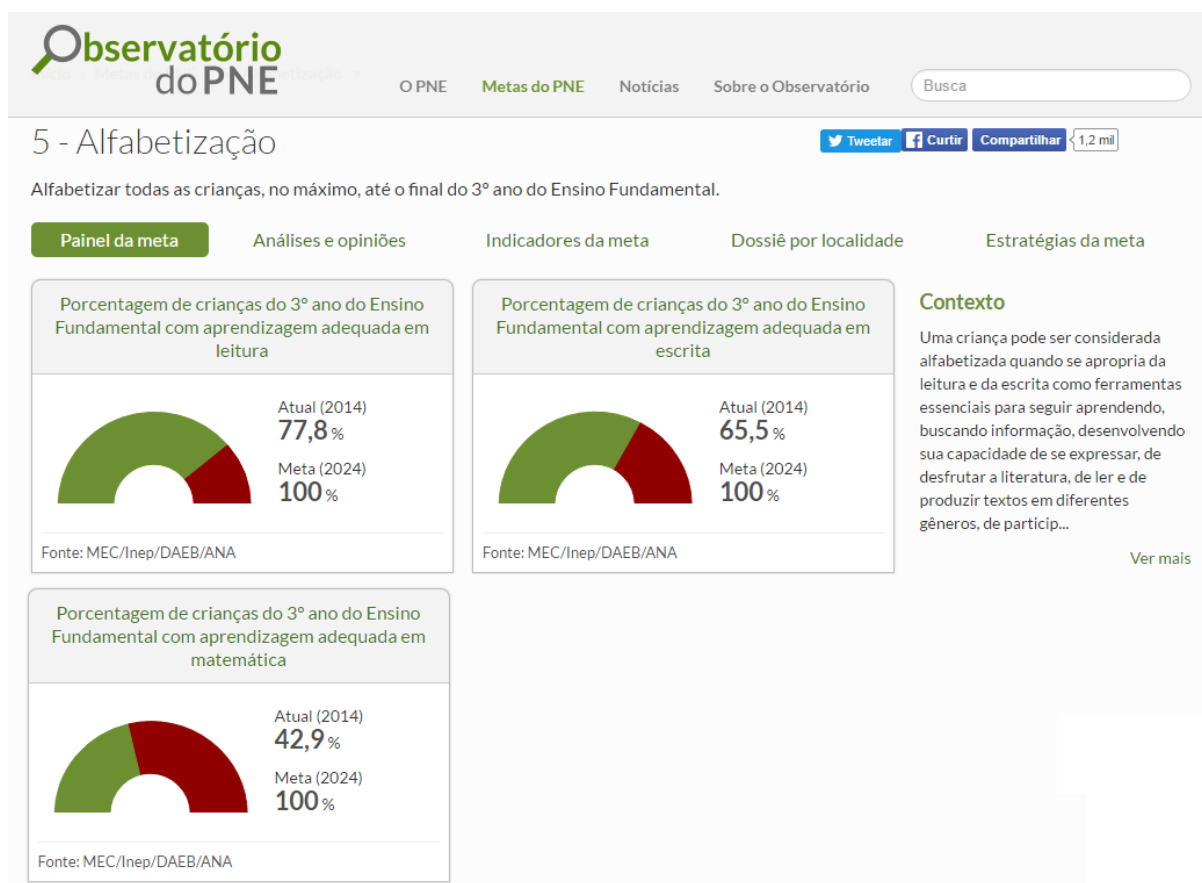 Observatório
do PNE
O PNE
Metas do PNE
Notícias
Sobre o Observatório
Busca
5 - Alfabetização
Tweetar
Curtir
Compartilhar
1,2 mil
Alfabetizar todas as crianças, no máximo, até o final do 3º ano do Ensino Fundamental.
Painel da meta
Análises e opiniões
Indicadores da meta
Dossiê por localidade
Estratégias da meta
Porcentagem de crianças do 3º ano do Ensino
Fundamental com aprendizagem adequada em
leitura
Atual (2014)
77,8 %
Meta (2024)
100 %
Fonte: MEC/Inep/DAEB/ANA
Porcentagem de crianças do 3º ano do Ensino
Fundamental com aprendizagem adequada em
escrita
Atual (2014)
65,5 %
Meta (2024)
100 %
Fonte: MEC/Inep/DAEB/ANA
Contexto
Uma criança pode ser considerada
alfabetizada quando se apropria da
leitura e da escrita como ferramentas
essenciais para seguir aprendendo,
buscando informação, desenvolvendo
sua capacidade de se expressar, de
desfrutar a literatura, de ler e de
produzir textos em diferentes
gêneros, de particip...
Ver mais
Porcentagem de crianças do 3º ano do Ensino
Fundamental com aprendizagem adequada em
matemática
Atual (2014)
42,9 %
Meta (2024)
100 %
Fonte: MEC/Inep/DAEB/ANA